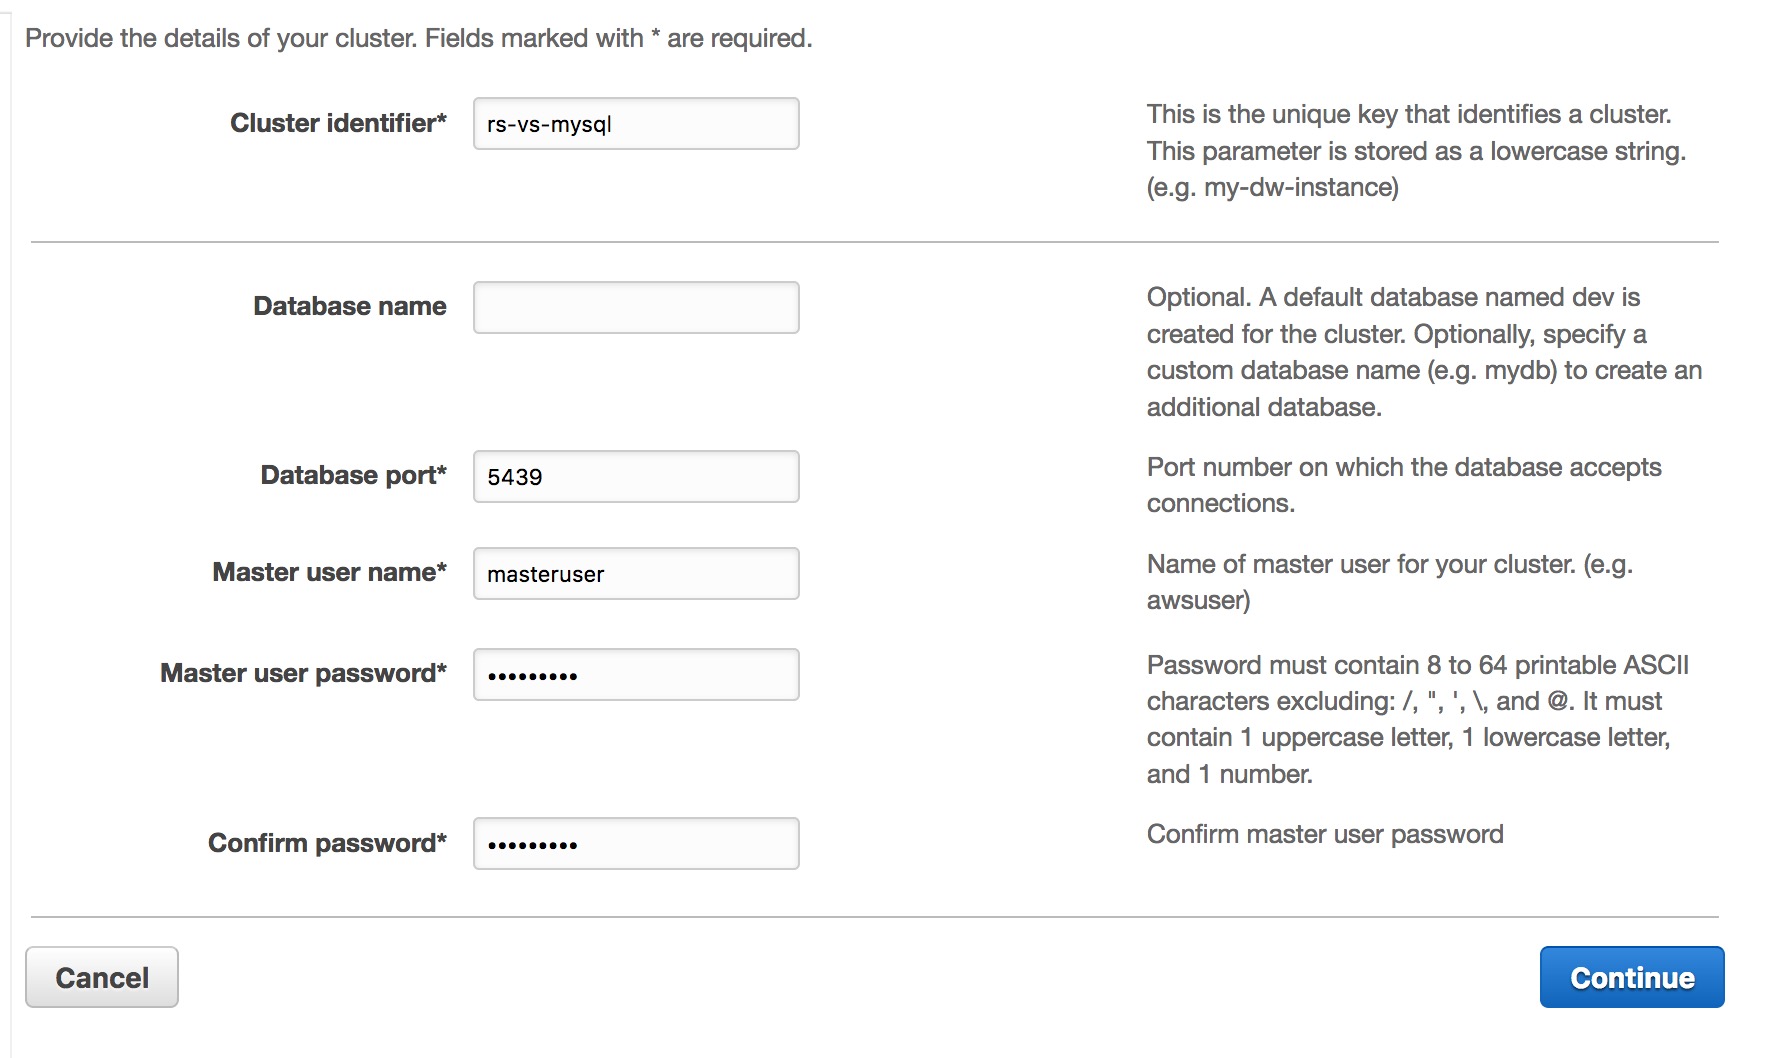 Provide the details of your cluster. Fields marked with * are required.
Cluster identifier*
rs-vs-mysql
This is the unique key that identifies a cluster.
This parameter is stored as a lowercase string.
(e.g. my-dw-instance)
Database name
Optional. A default database named dev is
created for the cluster. Optionally, specify a
custom database name (e.g. mydb) to create an
additional database.
Database port*
5439
Port number on which the database accepts
connections.
Master user name*
masteruser
Name of master user for your cluster. (e.g.
awsuser)
Master user password*
•••••••••
Password must contain 8 to 64 printable ASCII
characters excluding: /, ", ', \, and @. It must
contain 1 uppercase letter, 1 lowercase letter,
and 1 number.
Confirm password*
•••••••••
Confirm master user password
Cancel
Continue